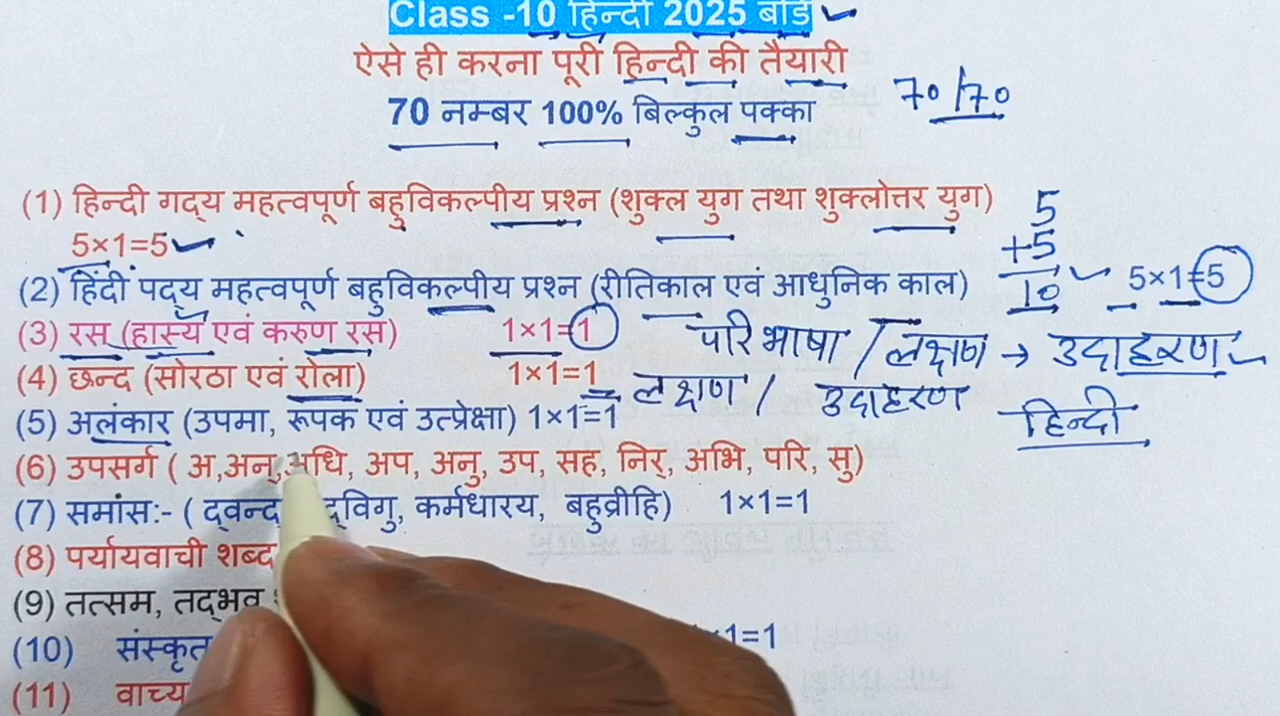 Class -10 हिन्दी 2025 बोर्ड
ऐसे ही करना पूरी हिन्दी की तैयारी
70 नम्बर 100% बिल्कुल पक्का
70/70
(1) हिन्दी गद्य महत्वपूर्ण बहुविकल्पीय प्रश्न (शुक्ल युग तथा शुक्लोत्तर युग)
5×1=5
5
+5
10
(2) हिंदी पद्य महत्वपूर्ण बहुविकल्पीय प्रश्न (रीतिकाल एवं आधुनिक काल) 5×1=5
(3) रस (हास्य एवं करुण रस) 1×1=1 परिभाषा / लक्षण → उदाहरण
(4) छन्द (सोरठा एवं रोला) 1×1=1 लक्षण / उदाहरण
हिन्दी
(5) अलंकार (उपमा, रूपक एवं उत्प्रेक्षा) 1×1=1
(6) उपसर्ग ( अ,अन्,अधि, अप, अनु, उप, सह, निर्, अभि, परि, सु)
(7) समांस:- ( द्वन्द द्विगु, कर्मधारय, बहुव्रीहि) 1×1=1
(8) पर्यायवाची शब्द
(9) तत्सम, तद्भव
(10) संस्कृत 1=1
(11) वाच्य